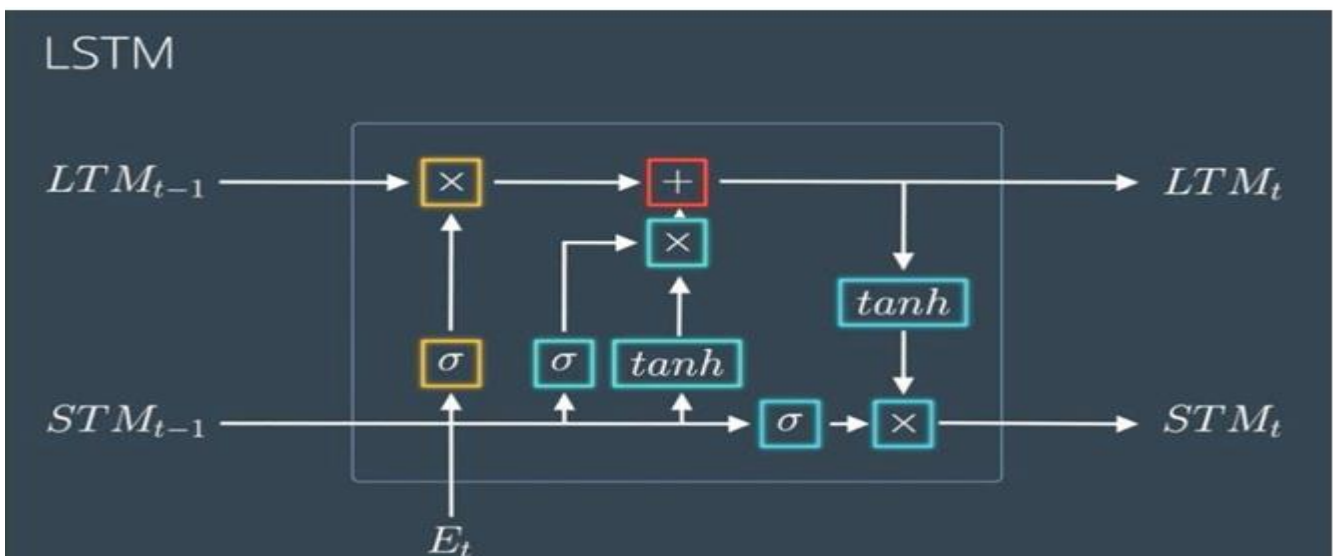 LSTM
LTM_{t-1} × + LTM_t
×
tanh
σ σ tanh
STM_{t-1} σ × STM_t
E_t